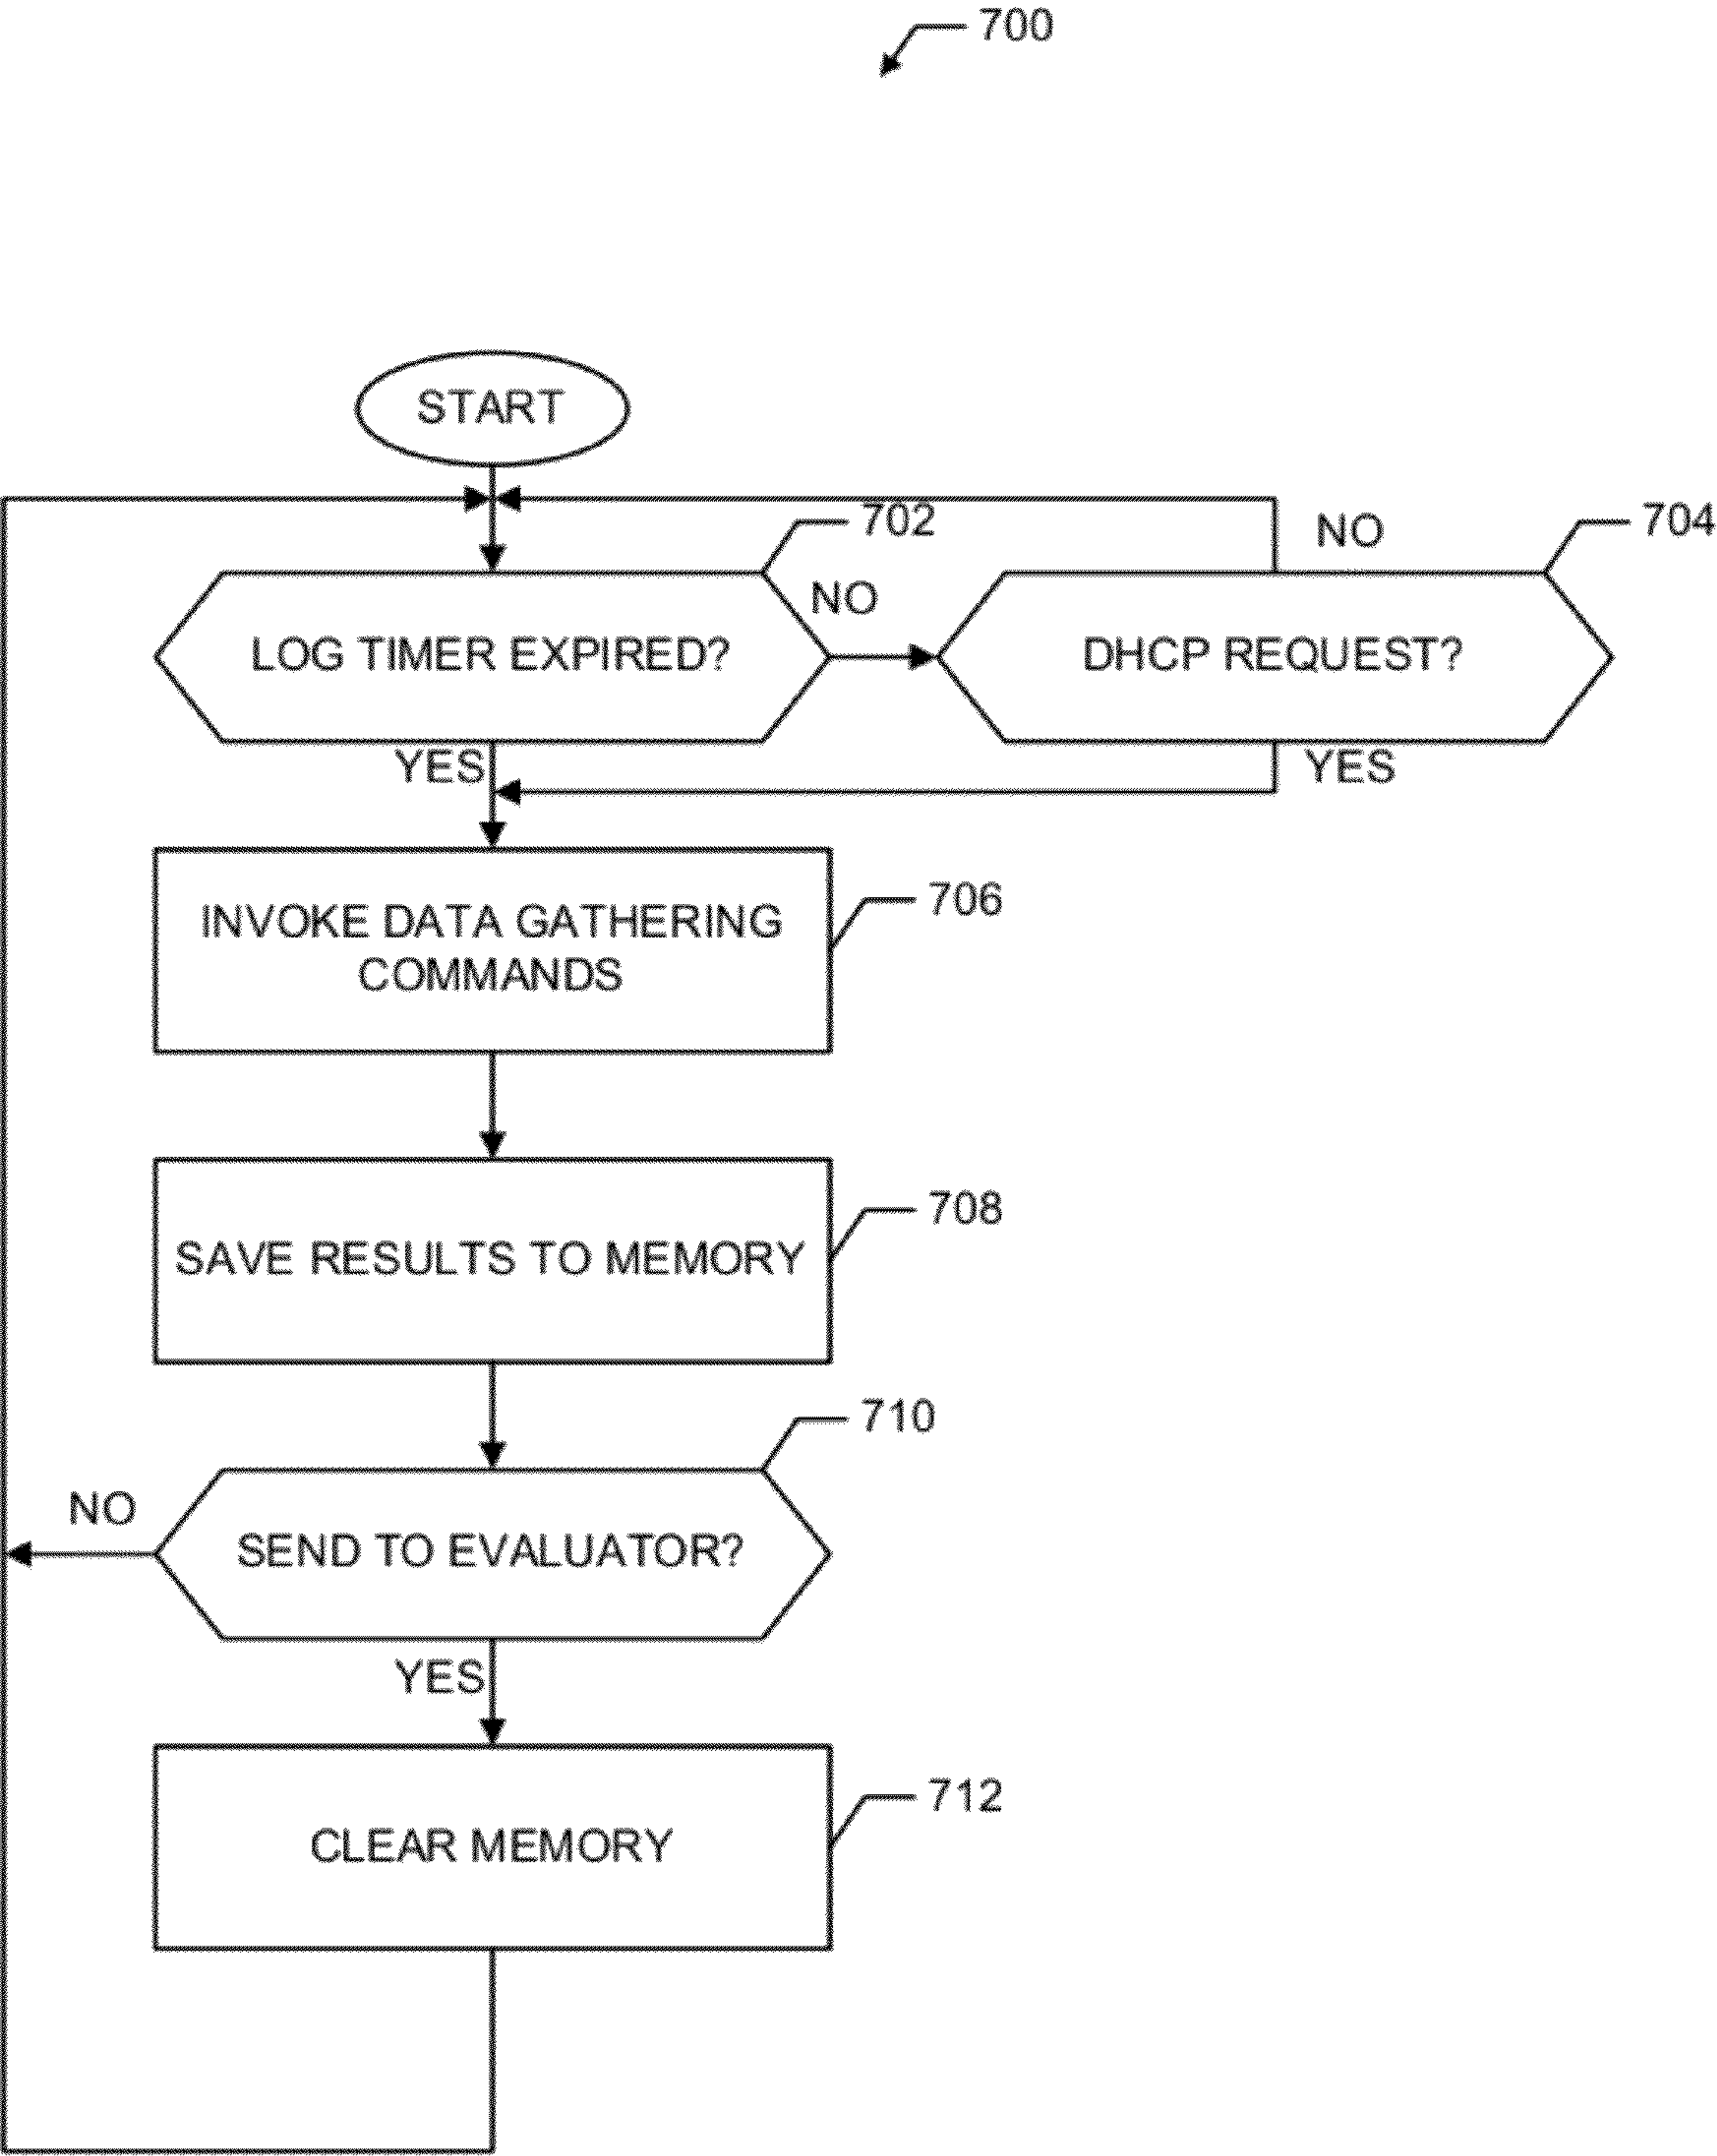 700
START
702
NO
704
NO
LOG TIMER EXPIRED?
DHCP REQUEST?
YES
YES
INVOKE DATA GATHERING
COMMANDS
706
SAVE RESULTS TO MEMORY
708
710
NO
SEND TO EVALUATOR?
YES
CLEAR MEMORY
712